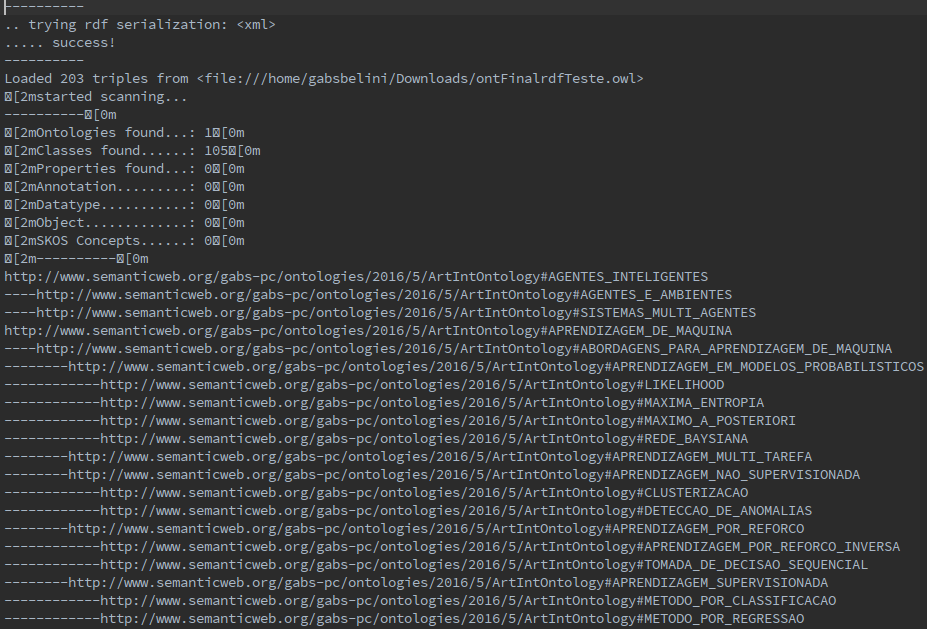 ----------
.. trying rdf serialization: <xml>
..... success!
----------
Loaded 203 triples from <file:///home/gabsbelini/Downloads/ontFinalrdfTeste.owl>
[2mstarted scanning...
----------[0m
[2mOntologies found...: 1[0m
[2mClasses found......: 105[0m
[2mProperties found...: 0[0m
[2mAnnotation.........: 0[0m
[2mDatatype...........: 0[0m
[2mObject.............: 0[0m
[2mSKOS Concepts......: 0[0m
[2m----------[0m
http://www.semanticweb.org/gabs-pc/ontologies/2016/5/ArtIntOntology#AGENTES_INTELIGENTES
----http://www.semanticweb.org/gabs-pc/ontologies/2016/5/ArtIntOntology#AGENTES_E_AMBIENTES
----http://www.semanticweb.org/gabs-pc/ontologies/2016/5/ArtIntOntology#SISTEMAS_MULTI_AGENTES
http://www.semanticweb.org/gabs-pc/ontologies/2016/5/ArtIntOntology#APRENDIZAGEM_DE_MAQUINA
----http://www.semanticweb.org/gabs-pc/ontologies/2016/5/ArtIntOntology#ABORDAGENS_PARA_APRENDIZAGEM_DE_MAQUINA
--------http://www.semanticweb.org/gabs-pc/ontologies/2016/5/ArtIntOntology#APRENDIZAGEM_EM_MODELOS_PROBABILISTICOS
------------http://www.semanticweb.org/gabs-pc/ontologies/2016/5/ArtIntOntology#LIKELIHOOD
------------http://www.semanticweb.org/gabs-pc/ontologies/2016/5/ArtIntOntology#MAXIMA_ENTROPIA
------------http://www.semanticweb.org/gabs-pc/ontologies/2016/5/ArtIntOntology#MAXIMO_A_POSTERIORI
------------http://www.semanticweb.org/gabs-pc/ontologies/2016/5/ArtIntOntology#REDE_BAYSIANA
--------http://www.semanticweb.org/gabs-pc/ontologies/2016/5/ArtIntOntology#APRENDIZAGEM_MULTI_TAREFA
--------http://www.semanticweb.org/gabs-pc/ontologies/2016/5/ArtIntOntology#APRENDIZAGEM_NAO_SUPERVISIONADA
------------http://www.semanticweb.org/gabs-pc/ontologies/2016/5/ArtIntOntology#CLUSTERIZACAO
------------http://www.semanticweb.org/gabs-pc/ontologies/2016/5/ArtIntOntology#DETECCAO_DE_ANOMALIAS
--------http://www.semanticweb.org/gabs-pc/ontologies/2016/5/ArtIntOntology#APRENDIZAGEM_POR_REFORCO
------------http://www.semanticweb.org/gabs-pc/ontologies/2016/5/ArtIntOntology#APRENDIZAGEM_POR_REFORCO_INVERSA
------------http://www.semanticweb.org/gabs-pc/ontologies/2016/5/ArtIntOntology#TOMADA_DE_DECISAO_SEQUENCIAL
--------http://www.semanticweb.org/gabs-pc/ontologies/2016/5/ArtIntOntology#APRENDIZAGEM_SUPERVISIONADA
------------http://www.semanticweb.org/gabs-pc/ontologies/2016/5/ArtIntOntology#METODO_POR_CLASSIFICACAO
------------http://www.semanticweb.org/gabs-pc/ontologies/2016/5/ArtIntOntology#METODO_POR_REGRESSAO